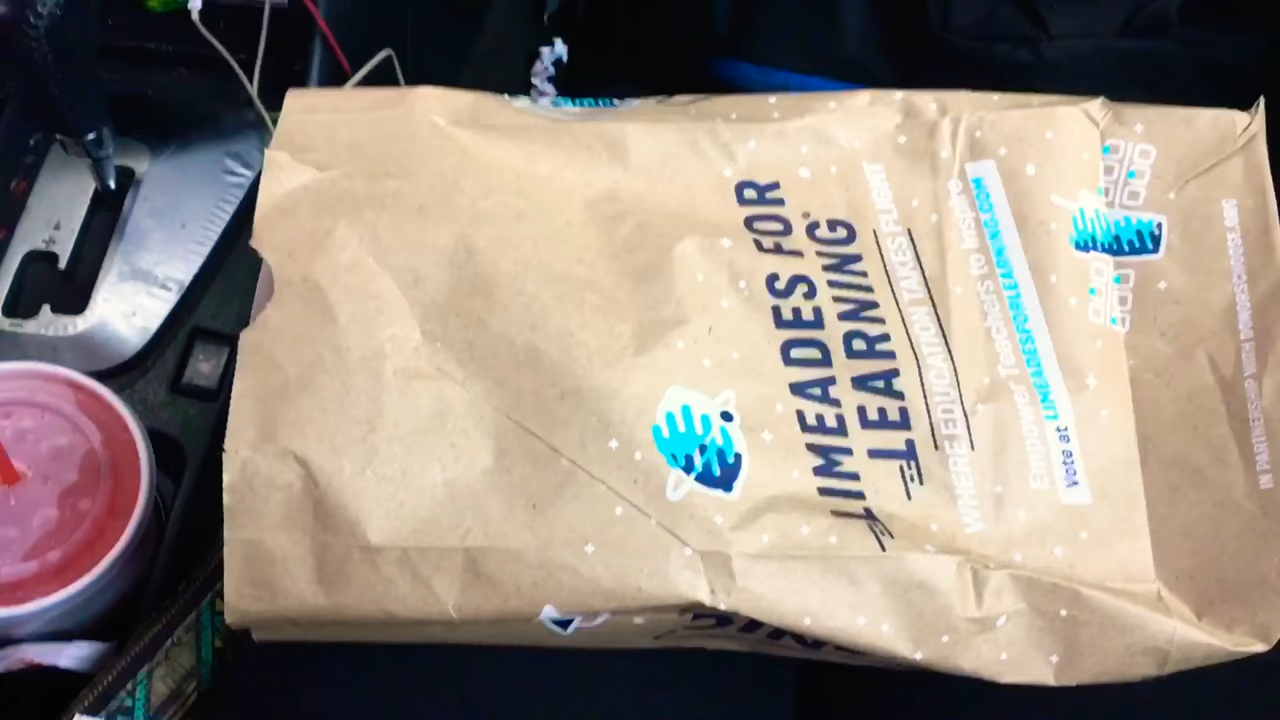 LIMEADES FOR
LEARNING®
WHERE EDUCATION TAKES FLIGHT
Empower Teachers to Inspire
Vote at LIMEADESFORLEARNING.COM
IN PARTNERSHIP WITH DONORSCHOOSE.ORG